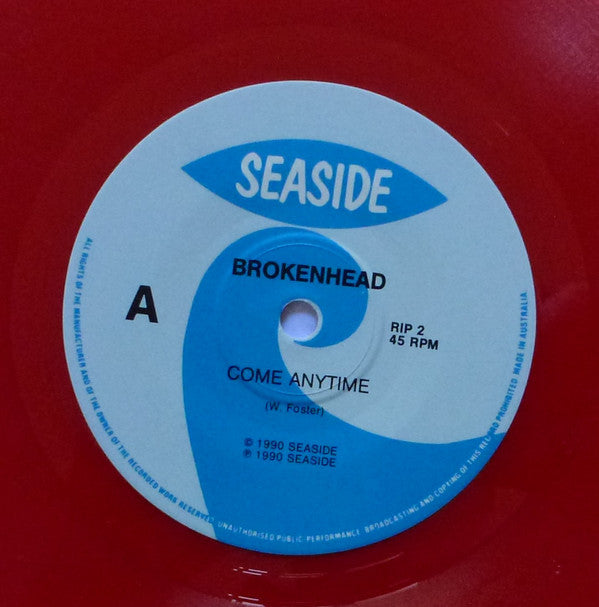 SEASIDE
BROKENHEAD
A
RIP 2
45 RPM
COME ANYTIME
(W. Foster)
© 1990 SEASIDE
℗ 1990 SEASIDE
ALL RIGHTS OF THE MANUFACTURER AND OF THE OWNER OF THE RECORDED WORK RESERVED. UNAUTHORISED PUBLIC PERFORMANCE, BROADCASTING AND COPYING OF THIS RECORD PROHIBITED. MADE IN AUSTRALIA